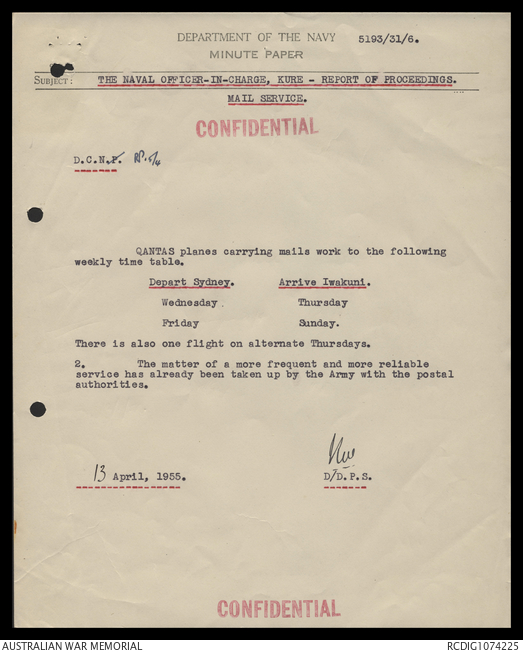 DEPARTMENT OF THE NAVY 5193/31/6.
MINUTE PAPER
SUBJECT: THE NAVAL OFFICER-IN-CHARGE, KURE - REPORT OF PROCEEDINGS.
MAIL SERVICE.
CONFIDENTIAL
D.C.N.P.
QANTAS planes carrying mails work to the following
weekly time table.
Depart Sydney. Arrive Iwakuni.
Wednesday. Thursday
Friday Sunday.
There is also one flight on alternate Thursdays.
2. The matter of a more frequent and more reliable
service has already been taken up by the Army with the postal
authorities.
13 April, 1955. D/D.P.S.
CONFIDENTIAL
AUSTRALIAN WAR MEMORIAL RCDIG1074225